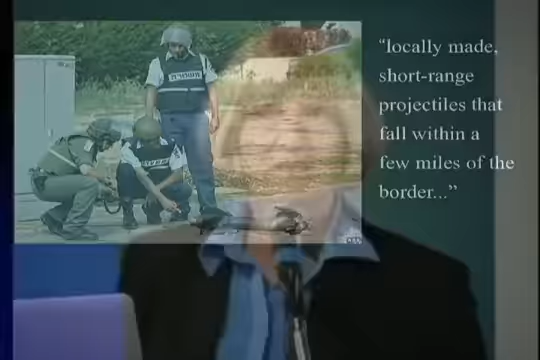 “locally made,
short-range
projectiles that
fall within a
few miles of the
border...”